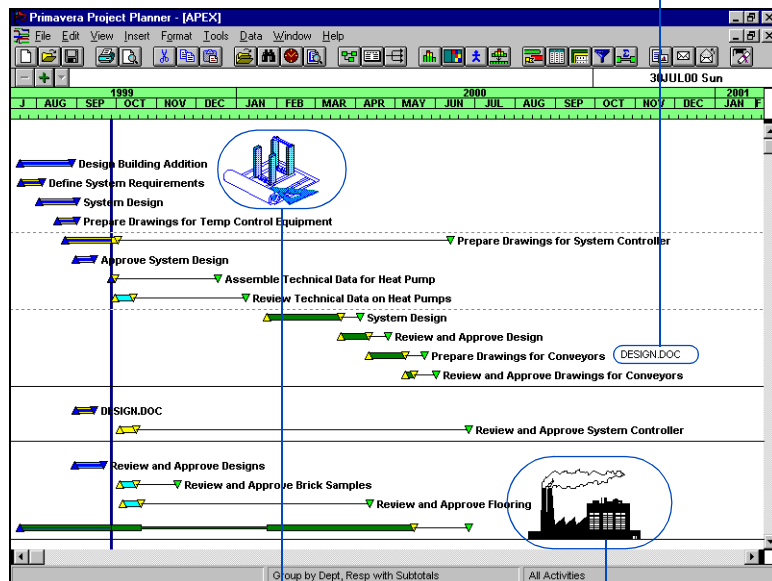 Primavera Project Planner - [APEX]
File Edit View Insert Format Tools Data Window Help
30JUL00 Sun
1999 2000 2001
J AUG SEP OCT NOV DEC JAN FEB MAR APR MAY JUN JUL AUG SEP OCT NOV DEC JAN F
Design Building Addition
Define System Requirements
System Design
Prepare Drawings for Temp Control Equipment
Prepare Drawings for System Controller
Approve System Design
Assemble Technical Data for Heat Pump
Review Technical Data on Heat Pumps
System Design
Review and Approve Design
Prepare Drawings for Conveyors DESIGN.DOC
Review and Approve Drawings for Conveyors
DESIGN.DOC
Review and Approve System Controller
Review and Approve Designs
Review and Approve Brick Samples
Review and Approve Flooring
Group by Dept, Resp with Subtotals All Activities